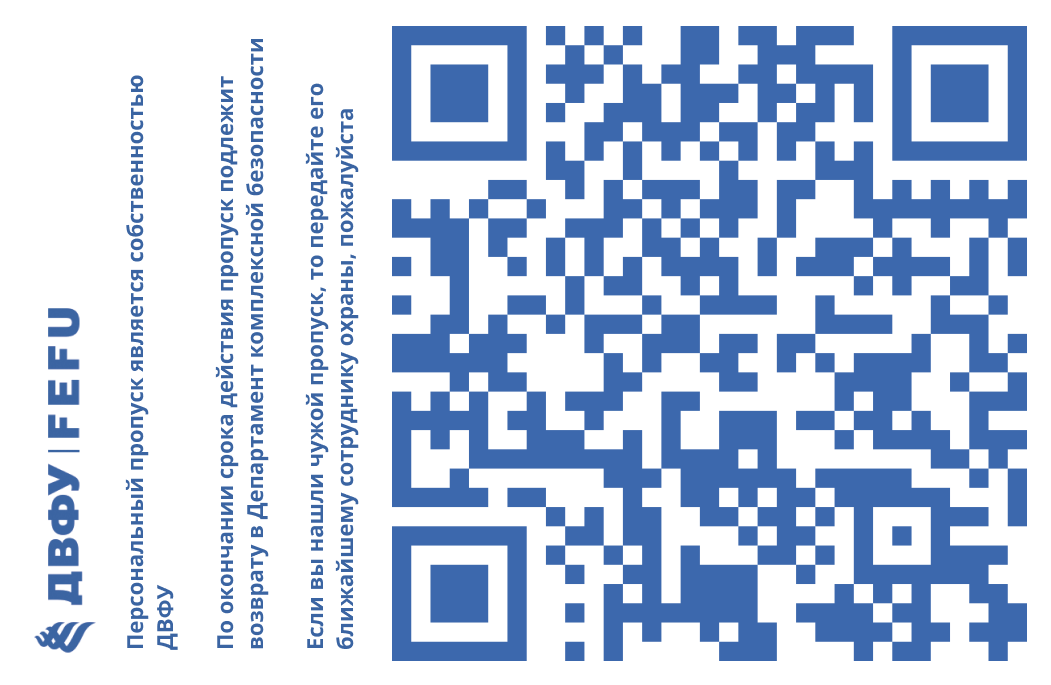 ДВФУ | FEFU
Персональный пропуск является собственностью
ДВФУ
По окончании срока действия пропуск подлежит
возврату в Департамент комплексной безопасности
Если вы нашли чужой пропуск, то передайте его
ближайшему сотруднику охраны, пожалуйста